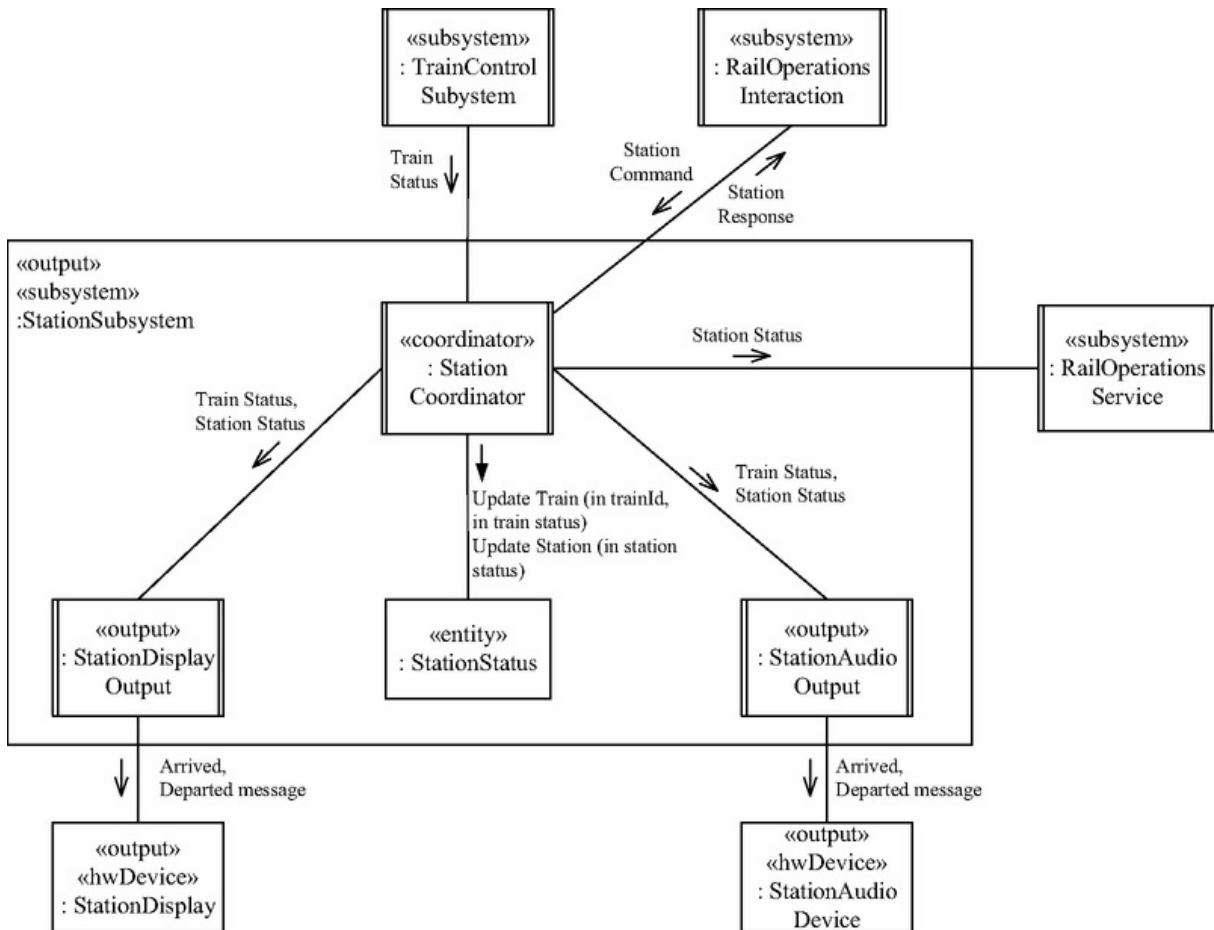 «subsystem»
: TrainControl
Subystem
«subsystem»
: RailOperations
Interaction
Train
Status
Station
Command
Station
Response
«output»
«subsystem»
:StationSubsystem
«coordinator»
: Station
Coordinator
Station Status
«subsystem»
: RailOperations
Service
Train Status,
Station Status
Update Train (in trainId,
in train status)
Update Station (in station
status)
Train Status,
Station Status
«output»
: StationDisplay
Output
«entity»
: StationStatus
«output»
: StationAudio
Output
Arrived,
Departed message
Arrived,
Departed message
«output»
«hwDevice»
: StationDisplay
«output»
«hwDevice»
: StationAudio
Device